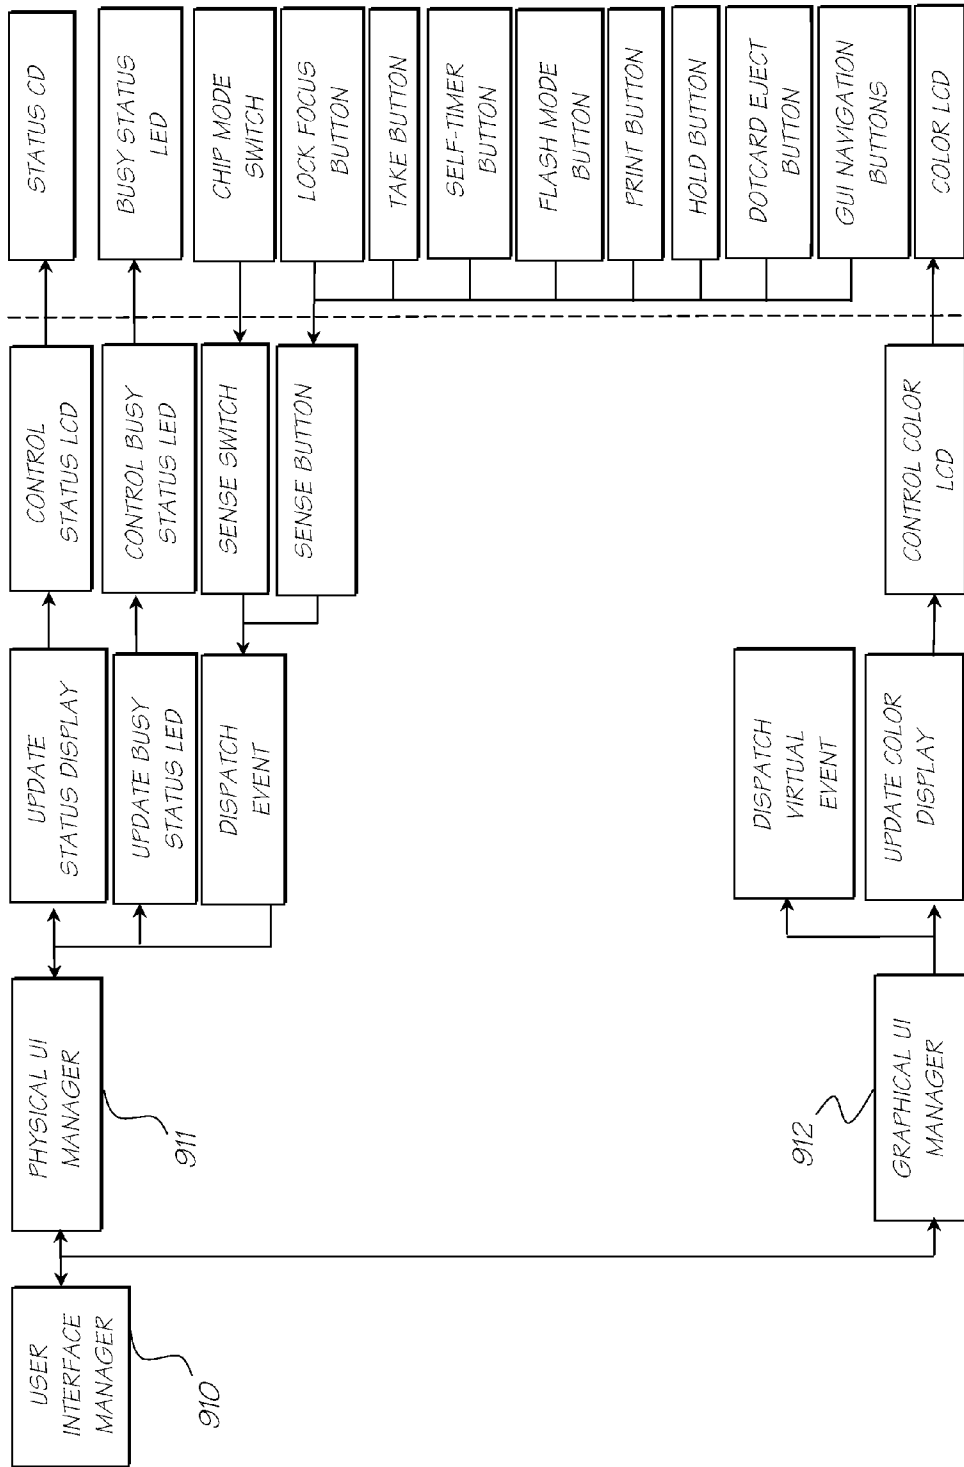 USER
INTERFACE
MANAGER
910
PHYSICAL UI
MANAGER
911
GRAPHICAL UI
MANAGER
912
UPDATE
STATUS DISPLAY
UPDATE BUSY
STATUS LED
DISPATCH
EVENT
DISPATCH
VIRTUAL
EVENT
UPDATE COLOR
DISPLAY
CONTROL
STATUS LCD
CONTROL BUSY
STATUS LED
SENSE SWITCH
SENSE BUTTON
CONTROL COLOR
LCD
STATUS CD
BUSY STATUS
LED
CHIP MODE
SWITCH
LOCK FOCUS
BUTTON
TAKE BUTTON
SELF-TIMER
BUTTON
FLASH MODE
BUTTON
PRINT BUTTON
HOLD BUTTON
DOTCARD EJECT
BUTTON
GUI NAVIGATION
BUTTONS
COLOR LCD